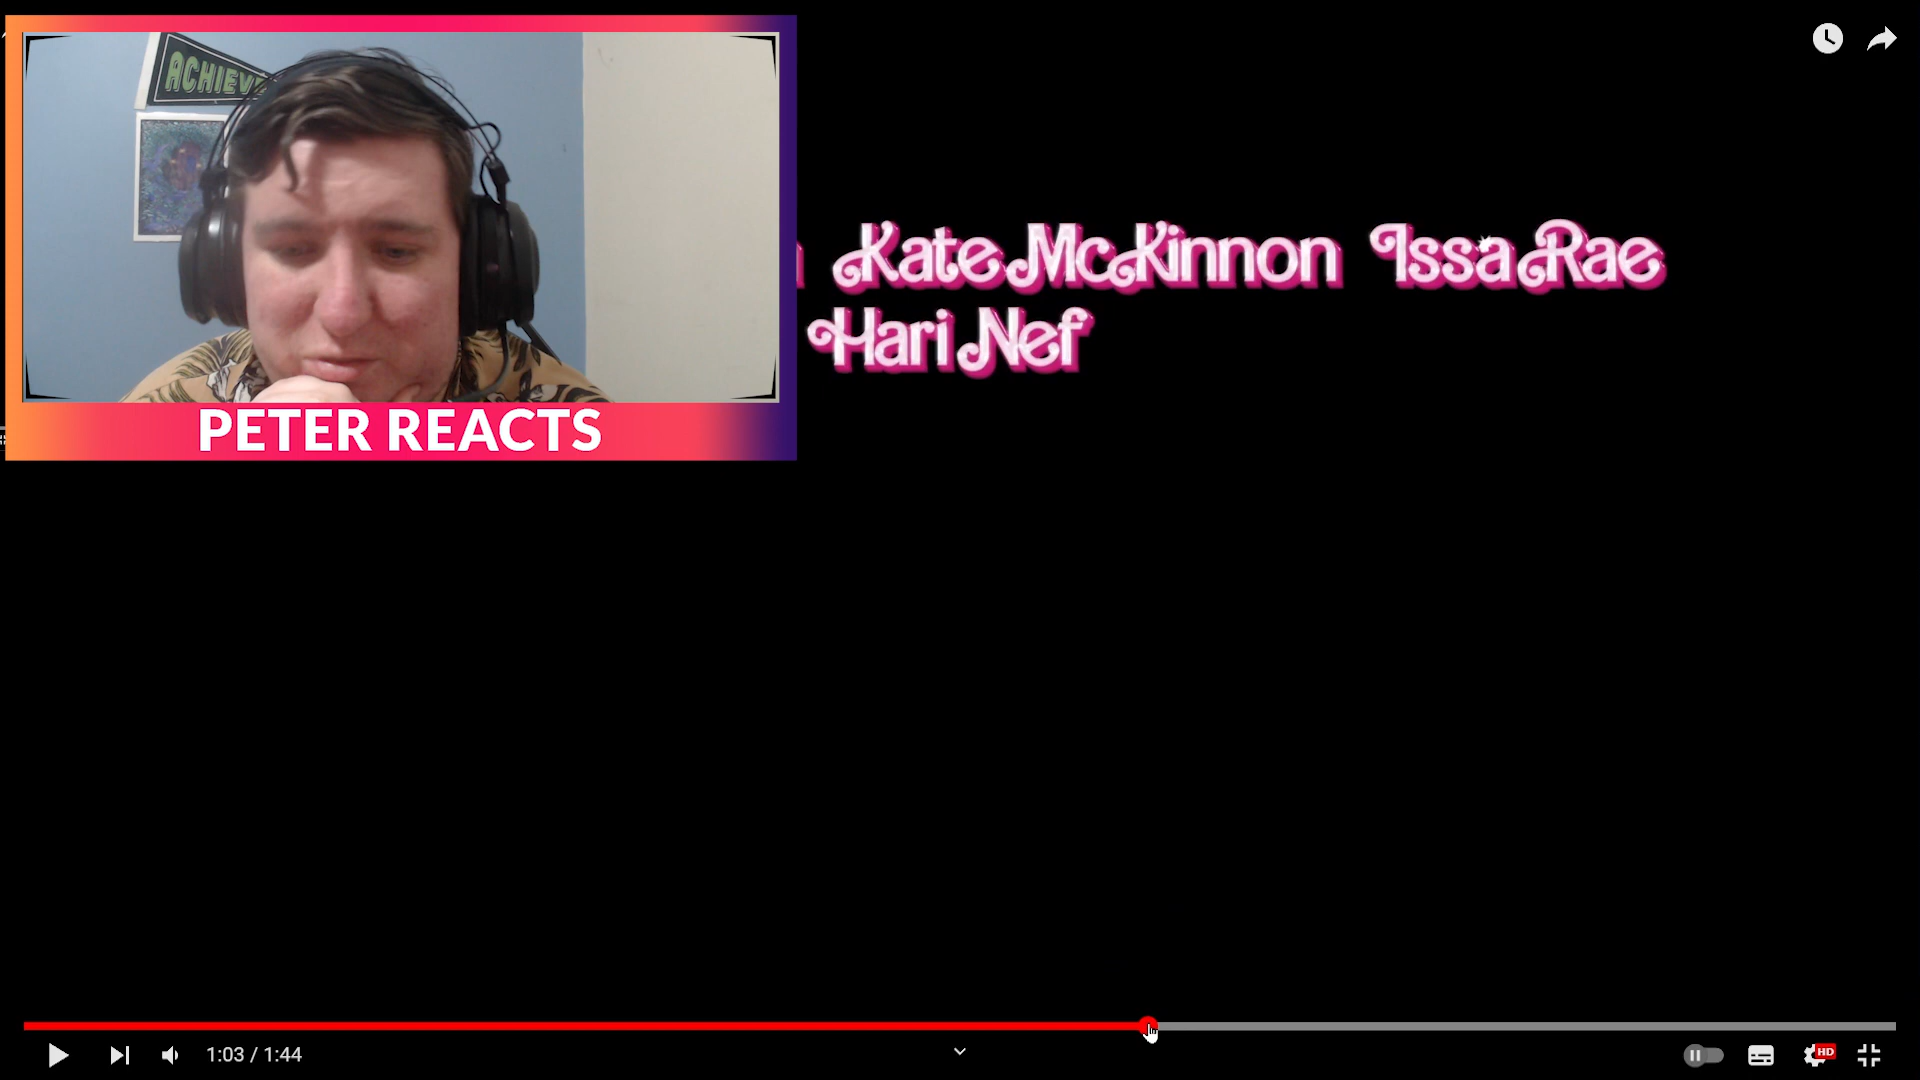 ACHIEV
Kate McKinnon Issa Rae
Hari Nef
PETER REACTS
1:03 / 1:44
HD